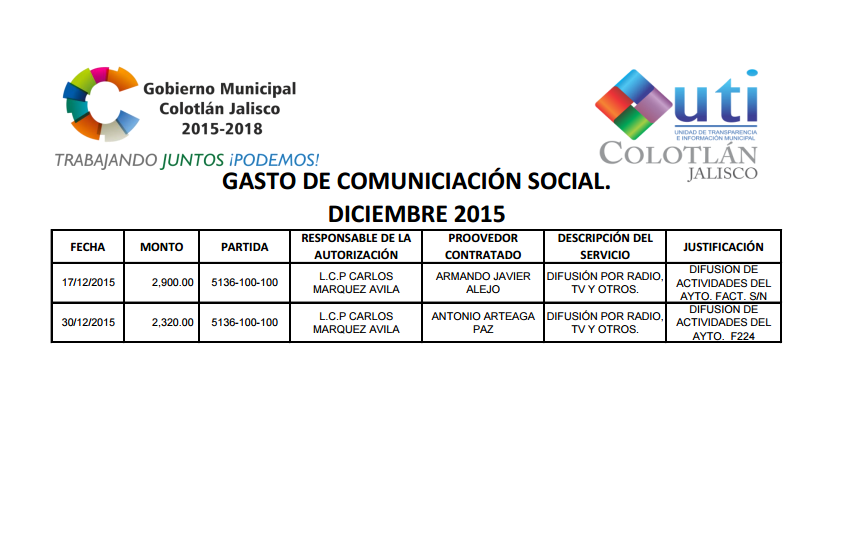 Gobierno Municipal
Colotlán Jalisco
2015-2018
TRABAJANDO JUNTOS ¡PODEMOS!
uti
UNIDAD DE TRANSPARENCIA
E INFORMACIÓN MUNICIPAL
COLOTLÁN
JALISCO
GASTO DE COMUNICIACIÓN SOCIAL.
DICIEMBRE 2015
FECHA MONTO PARTIDA RESPONSABLE DE LA AUTORIZACIÓN PROOVEDOR CONTRATADO DESCRIPCIÓN DEL SERVICIO JUSTIFICACIÓN
17/12/2015 2,900.00 5136-100-100 L.C.P CARLOS MARQUEZ AVILA ARMANDO JAVIER ALEJO DIFUSIÓN POR RADIO, TV Y OTROS. DIFUSION DE ACTIVIDADES DEL AYTO. FACT. S/N
30/12/2015 2,320.00 5136-100-100 L.C.P CARLOS MARQUEZ AVILA ANTONIO ARTEAGA PAZ DIFUSIÓN POR RADIO, TV Y OTROS. DIFUSION DE ACTIVIDADES DEL AYTO. F224